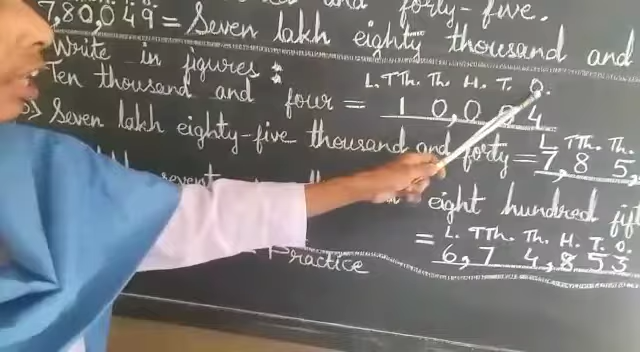 and forty-five.
7,80,049 = Seven lakh eighty thousand and
Write in figures :
L. TTh. Th. H. T. O.
Ten thousand and four = 1 0,0 0 4
L. TTh. Th.
b) Seven lakh eighty-five thousand and forty = 7, 8 5,
eight hundred
L. TTh. Th. H. T. O.
= 6, 7 4, 8 5 3
Practice